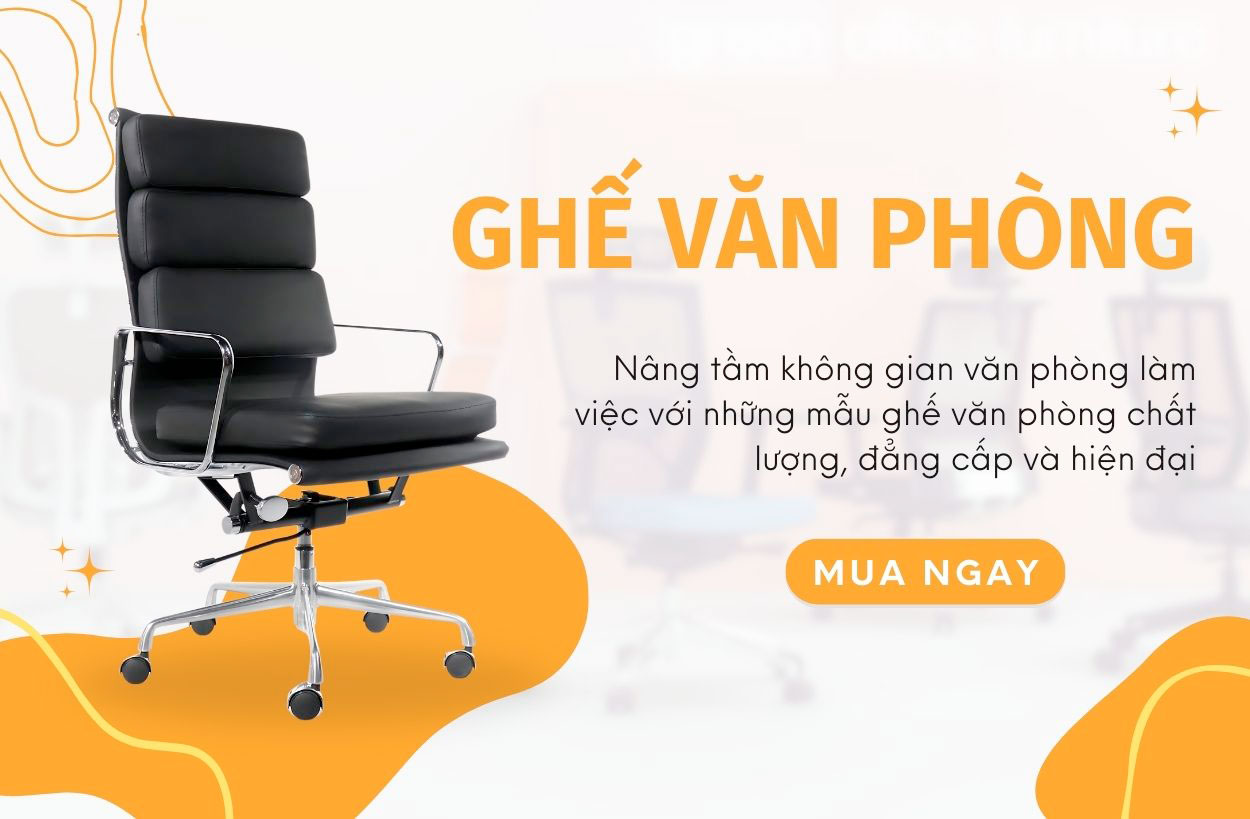 GHẾ VĂN PHÒNG
Nâng tầm không gian văn phòng làm
việc với những mẫu ghế văn phòng chất
lượng, đẳng cấp và hiện đại
MUA NGAY